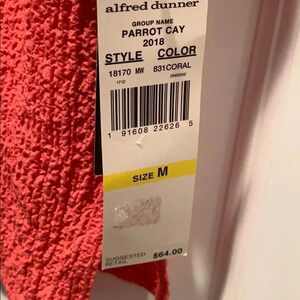 alfred dunner
GROUP NAME
PARROT CAY
2018
STYLE COLOR
18170 MW 831CORAL
1712
1 91608 22626 5
SIZE M
SUGGESTED
RETAIL $64.00